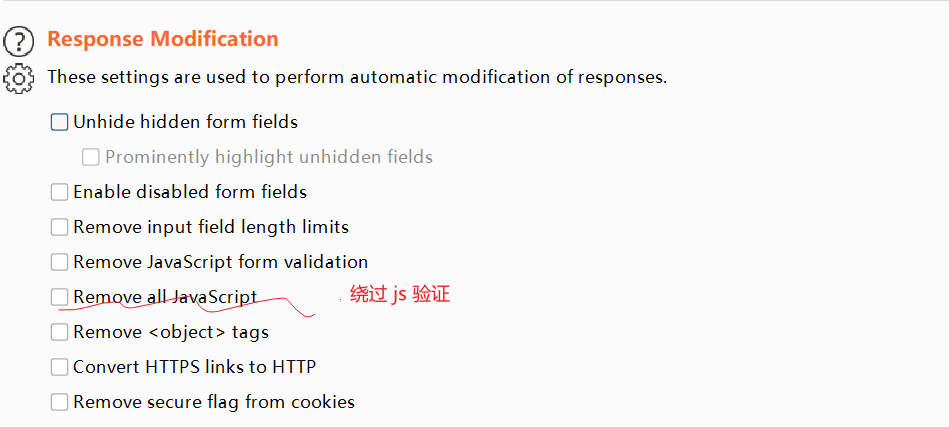 Response Modification
These settings are used to perform automatic modification of responses.
Unhide hidden form fields
Prominently highlight unhidden fields
Enable disabled form fields
Remove input field length limits
Remove JavaScript form validation
Remove all JavaScript 绕过 js 验证
Remove <object> tags
Convert HTTPS links to HTTP
Remove secure flag from cookies